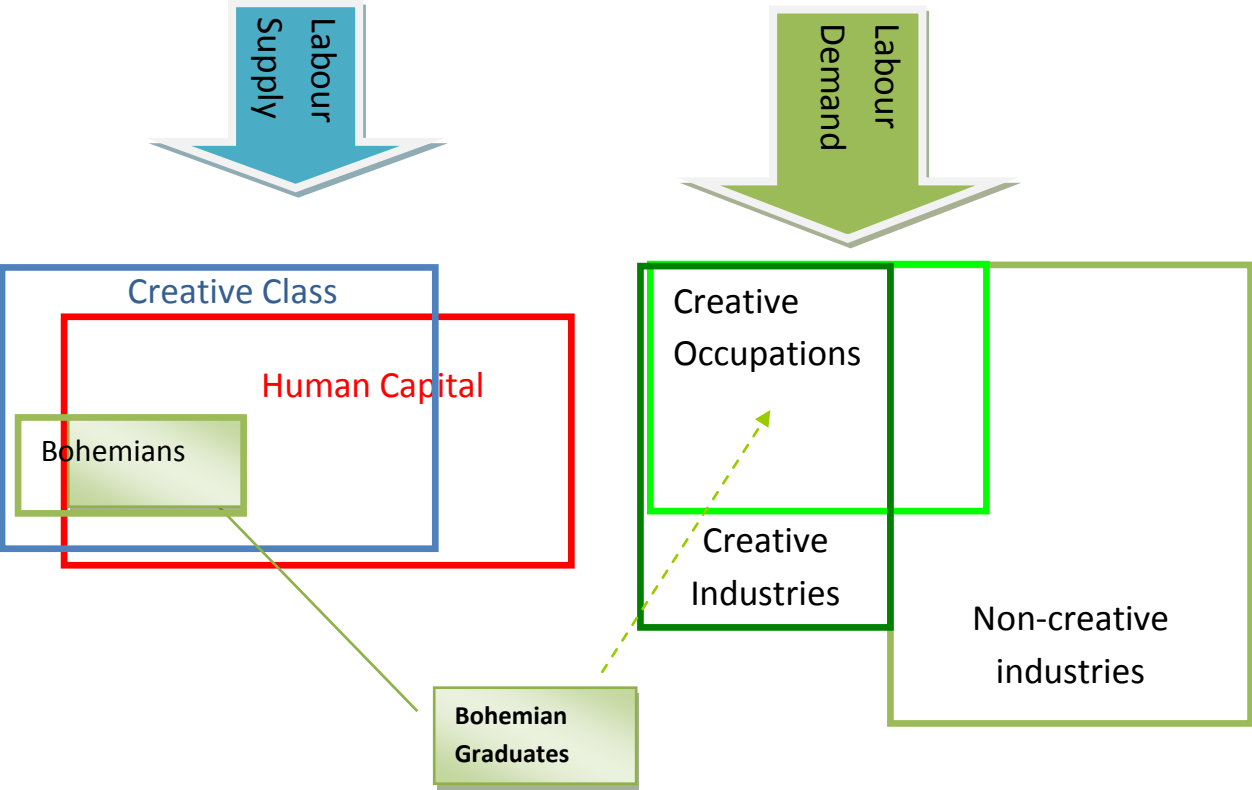 Labour
Supply
Labour
Demand
Creative Class
Human Capital
Bohemians
Creative
Occupations
Creative
Industries
Non-creative
industries
Bohemian
Graduates